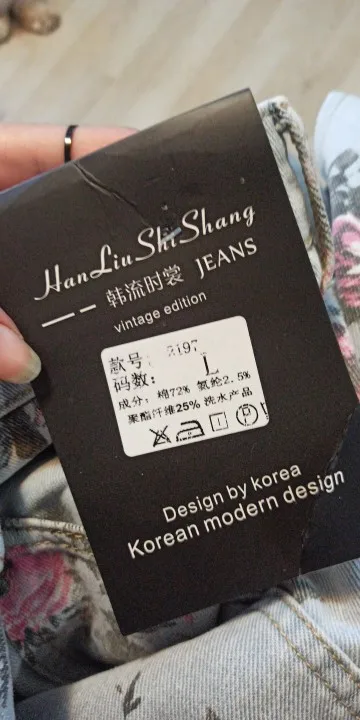 HanLiuShiShang
韩流时裳 JEANS
vintage edition
款号: 3197
码数: L
成分: 棉72% 氨纶2.5%
聚酯纤维25% 洗水产品
Design by korea
Korean modern design